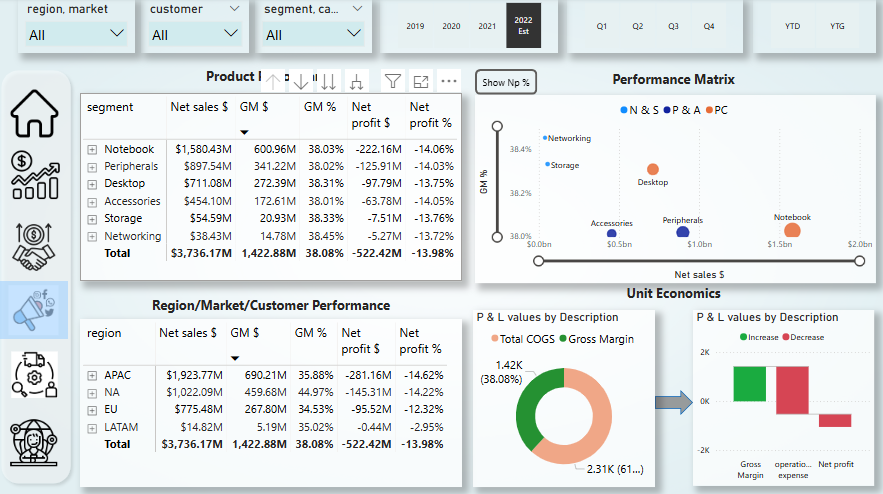 region, market
customer
segment, ca...
All
All
All
2019 2020 2021 2022 Est
Q1 Q2 Q3 Q4
YTD YTG
Product
Show Np %
Performance Matrix
segment Net sales $ GM $ GM % Net profit $ Net profit %
Notebook $1,580.43M 600.96M 38.03% -222.16M -14.06%
Peripherals $897.54M 341.22M 38.02% -125.91M -14.03%
Desktop $711.08M 272.39M 38.31% -97.79M -13.75%
Accessories $454.10M 172.61M 38.01% -63.78M -14.05%
Storage $54.59M 20.93M 38.33% -7.51M -13.76%
Networking $38.43M 14.78M 38.45% -5.27M -13.72%
Total $3,736.17M 1,422.88M 38.08% -522.42M -13.98%
N & S P & A PC
GM %
38.4%
38.2%
38.0%
Networking
Storage
Desktop
Accessories
Peripherals
Notebook
$0.0bn $0.5bn $1.0bn $1.5bn $2.0bn
Net sales $
Region/Market/Customer Performance
region Net sales $ GM $ GM % Net profit $ Net profit %
APAC $1,923.77M 690.21M 35.88% -281.16M -14.62%
NA $1,022.09M 459.68M 44.97% -145.31M -14.22%
EU $775.48M 267.80M 34.53% -95.52M -12.32%
LATAM $14.82M 5.19M 35.02% -0.44M -2.95%
Total $3,736.17M 1,422.88M 38.08% -522.42M -13.98%
Unit Economics
P & L values by Description
Total COGS Gross Margin
1.42K
(38.08%)
2.31K (61...)
P & L values by Description
Increase Decrease
2K
0K
-2K
Gross Margin
operatio... expense
Net profit